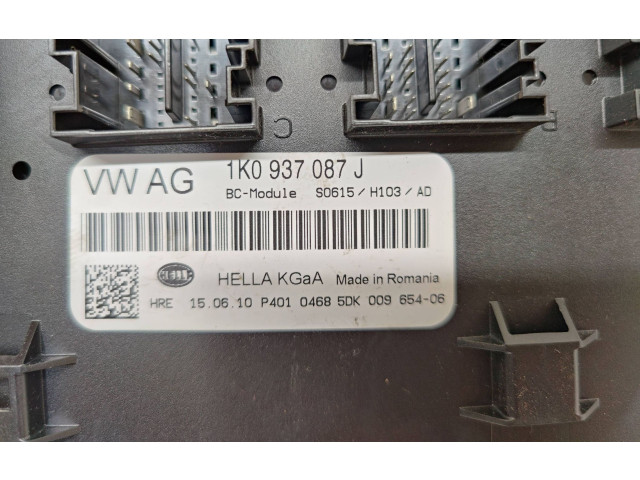 C
VW AG 1K0 937 087 J
BC-Module S0615 / H103 / AD
HELLA HELLA KGaA Made in Romania
HRE 15.06.10 P401 0468 5DK 009 654-06